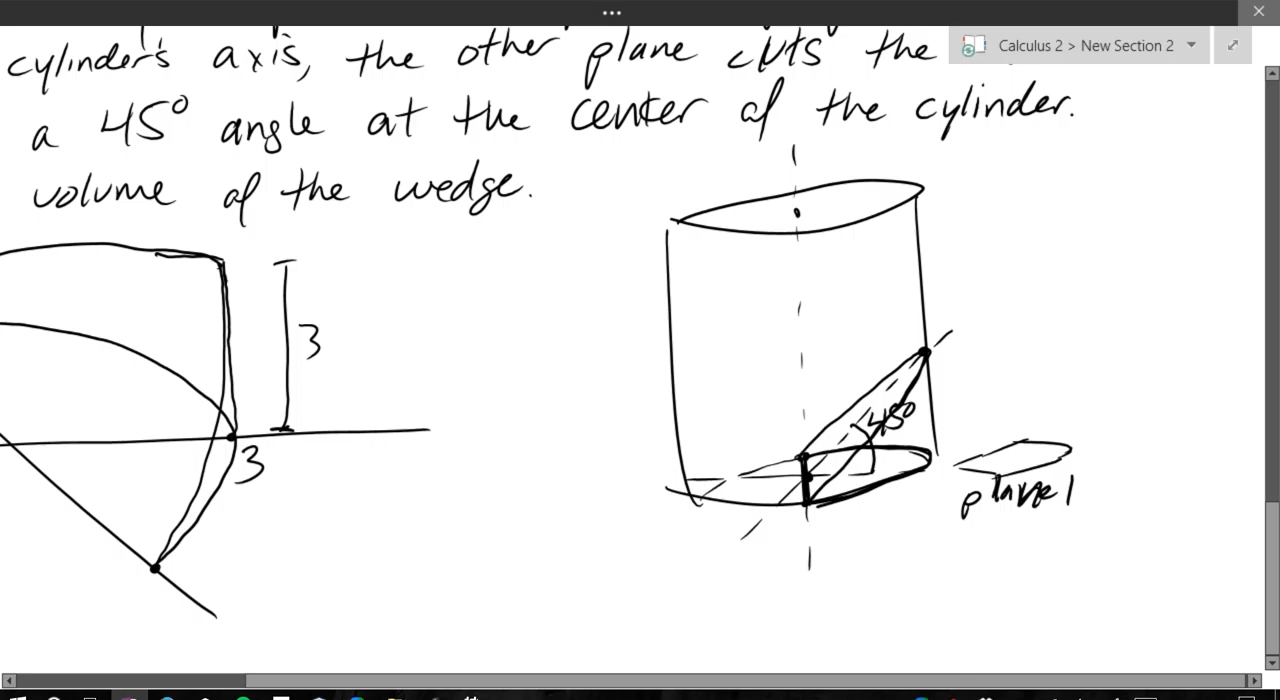 Calculus 2 > New Section 2
cylinder's axis, the other plane cuts the
a 45° angle at the center of the cylinder.
volume of the wedge.
3
45°
3
plane 1